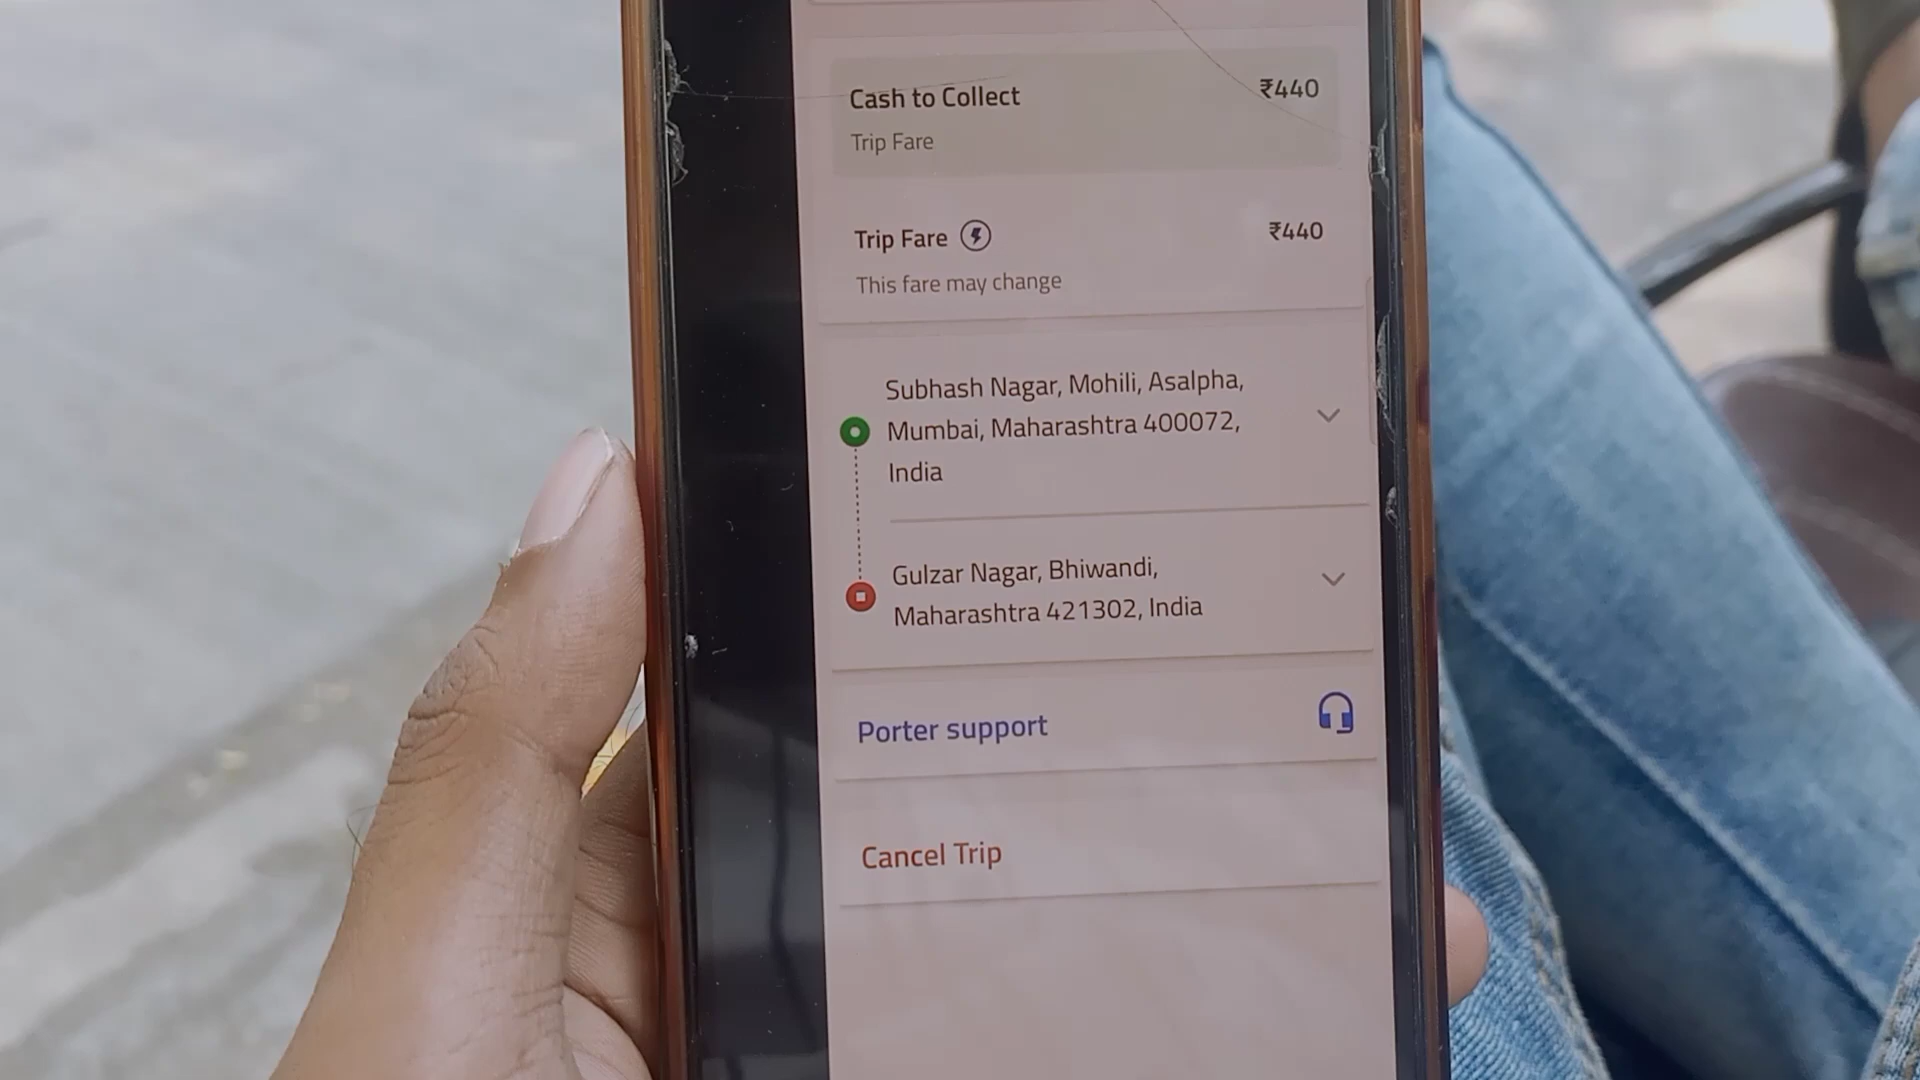 Cash to Collect ₹440
Trip Fare
Trip Fare ₹440
This fare may change
Subhash Nagar, Mohili, Asalpha,
Mumbai, Maharashtra 400072,
India
Gulzar Nagar, Bhiwandi,
Maharashtra 421302, India
Porter support
Cancel Trip